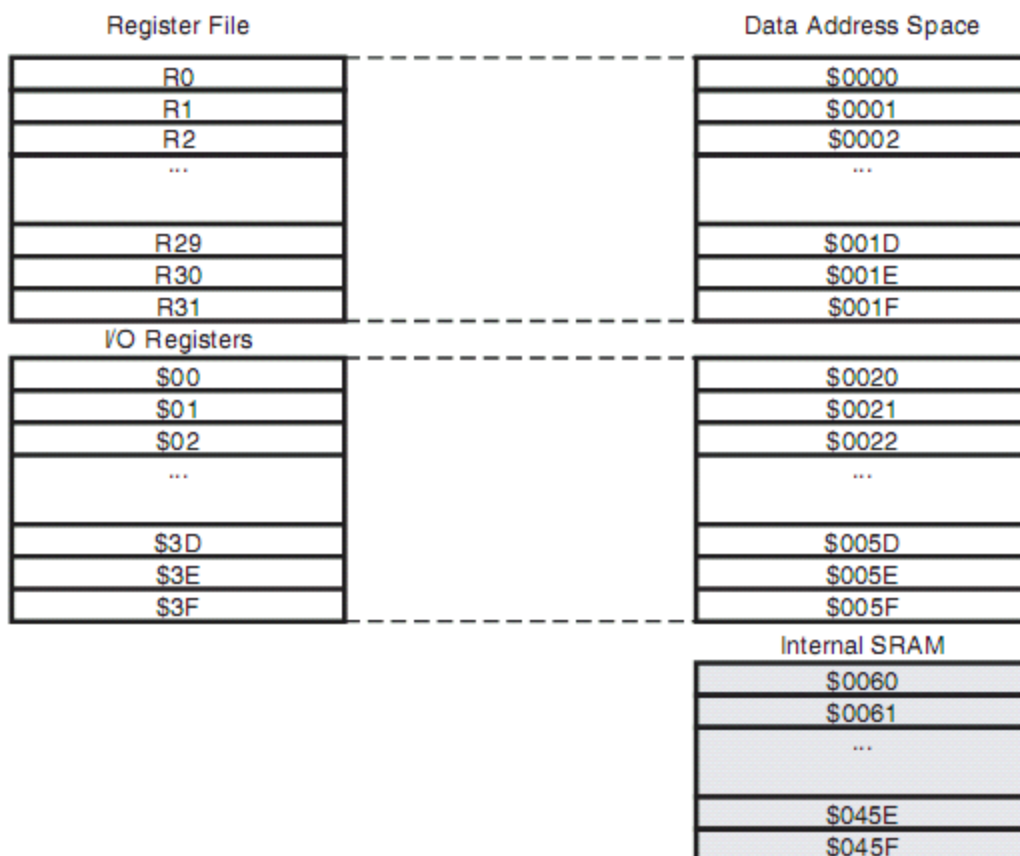 Register File Data Address Space
R0 $0000
R1 $0001
R2 $0002
... ...
R29 $001D
R30 $001E
R31 $001F
I/O Registers
$00 $0020
$01 $0021
$02 $0022
... ...
$3D $005D
$3E $005E
$3F $005F
Internal SRAM
$0060
$0061
...
$045E
$045F